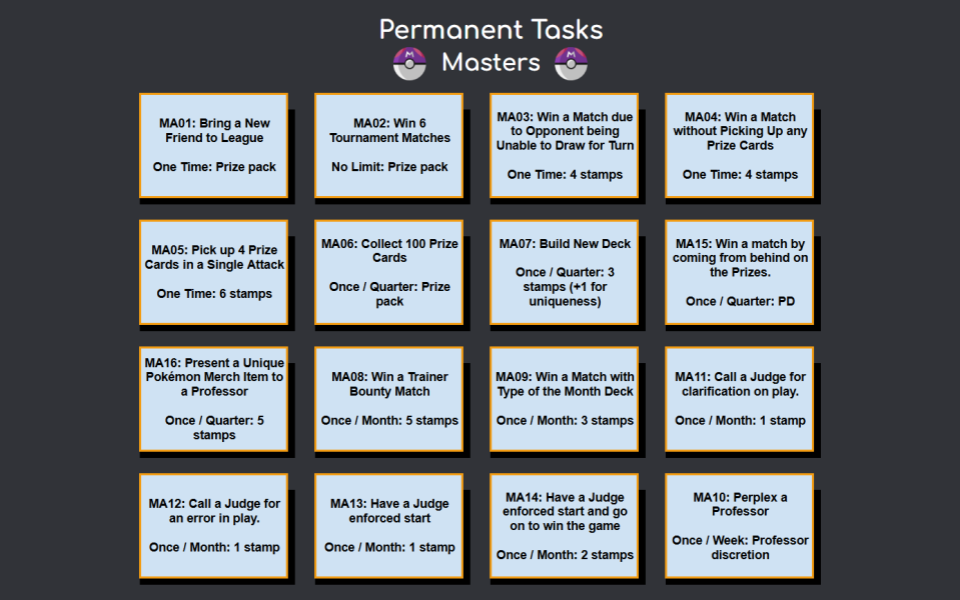 Permanent Tasks
Masters
MA01: Bring a New
Friend to League
One Time: Prize pack
MA02: Win 6
Tournament Matches
No Limit: Prize pack
MA03: Win a Match due
to Opponent being
Unable to Draw for Turn
One Time: 4 stamps
MA04: Win a Match
without Picking Up any
Prize Cards
One Time: 4 stamps
MA05: Pick up 4 Prize
Cards in a Single Attack
One Time: 6 stamps
MA06: Collect 100 Prize
Cards
Once / Quarter: Prize
pack
MA07: Build New Deck
Once / Quarter: 3
stamps (+1 for
uniqueness)
MA15: Win a match by
coming from behind on
the Prizes.
Once / Quarter: PD
MA16: Present a Unique
Pokémon Merch Item to
a Professor
Once / Quarter: 5
stamps
MA08: Win a Trainer
Bounty Match
Once / Month: 5 stamps
MA09: Win a Match with
Type of the Month Deck
Once / Month: 3 stamps
MA11: Call a Judge for
clarification on play.
Once / Month: 1 stamp
MA12: Call a Judge for
an error in play.
Once / Month: 1 stamp
MA13: Have a Judge
enforced start
Once / Month: 1 stamp
MA14: Have a Judge
enforced start and go
on to win the game
Once / Month: 2 stamps
MA10: Perplex a
Professor
Once / Week: Professor
discretion